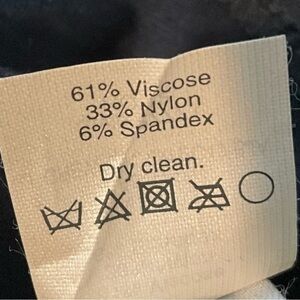 61% Viscose
33% Nylon
6% Spandex
Dry clean.